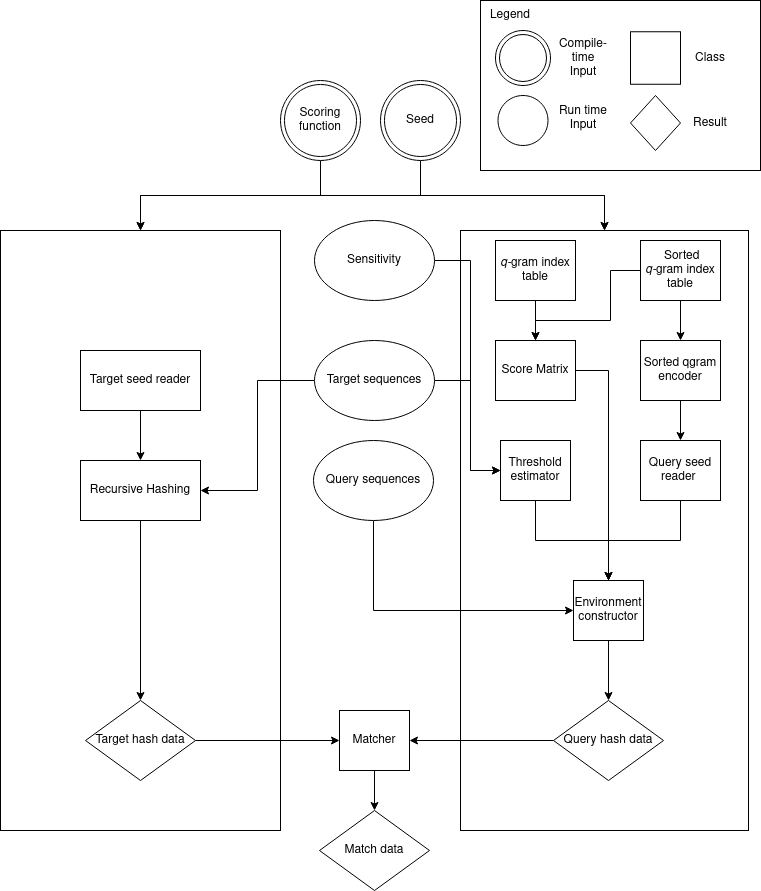 Legend
Compile-
time
Input
Class
Run time
Input
Result
Scoring
function
Seed
Sensitivity
q-gram index
table
Sorted
q-gram index
table
Target seed reader
Target sequences
Score Matrix
Sorted qgram
encoder
Recursive Hashing
Query sequences
Threshold
estimator
Query seed
reader
Environment
constructor
Target hash data
Matcher
Query hash data
Match data